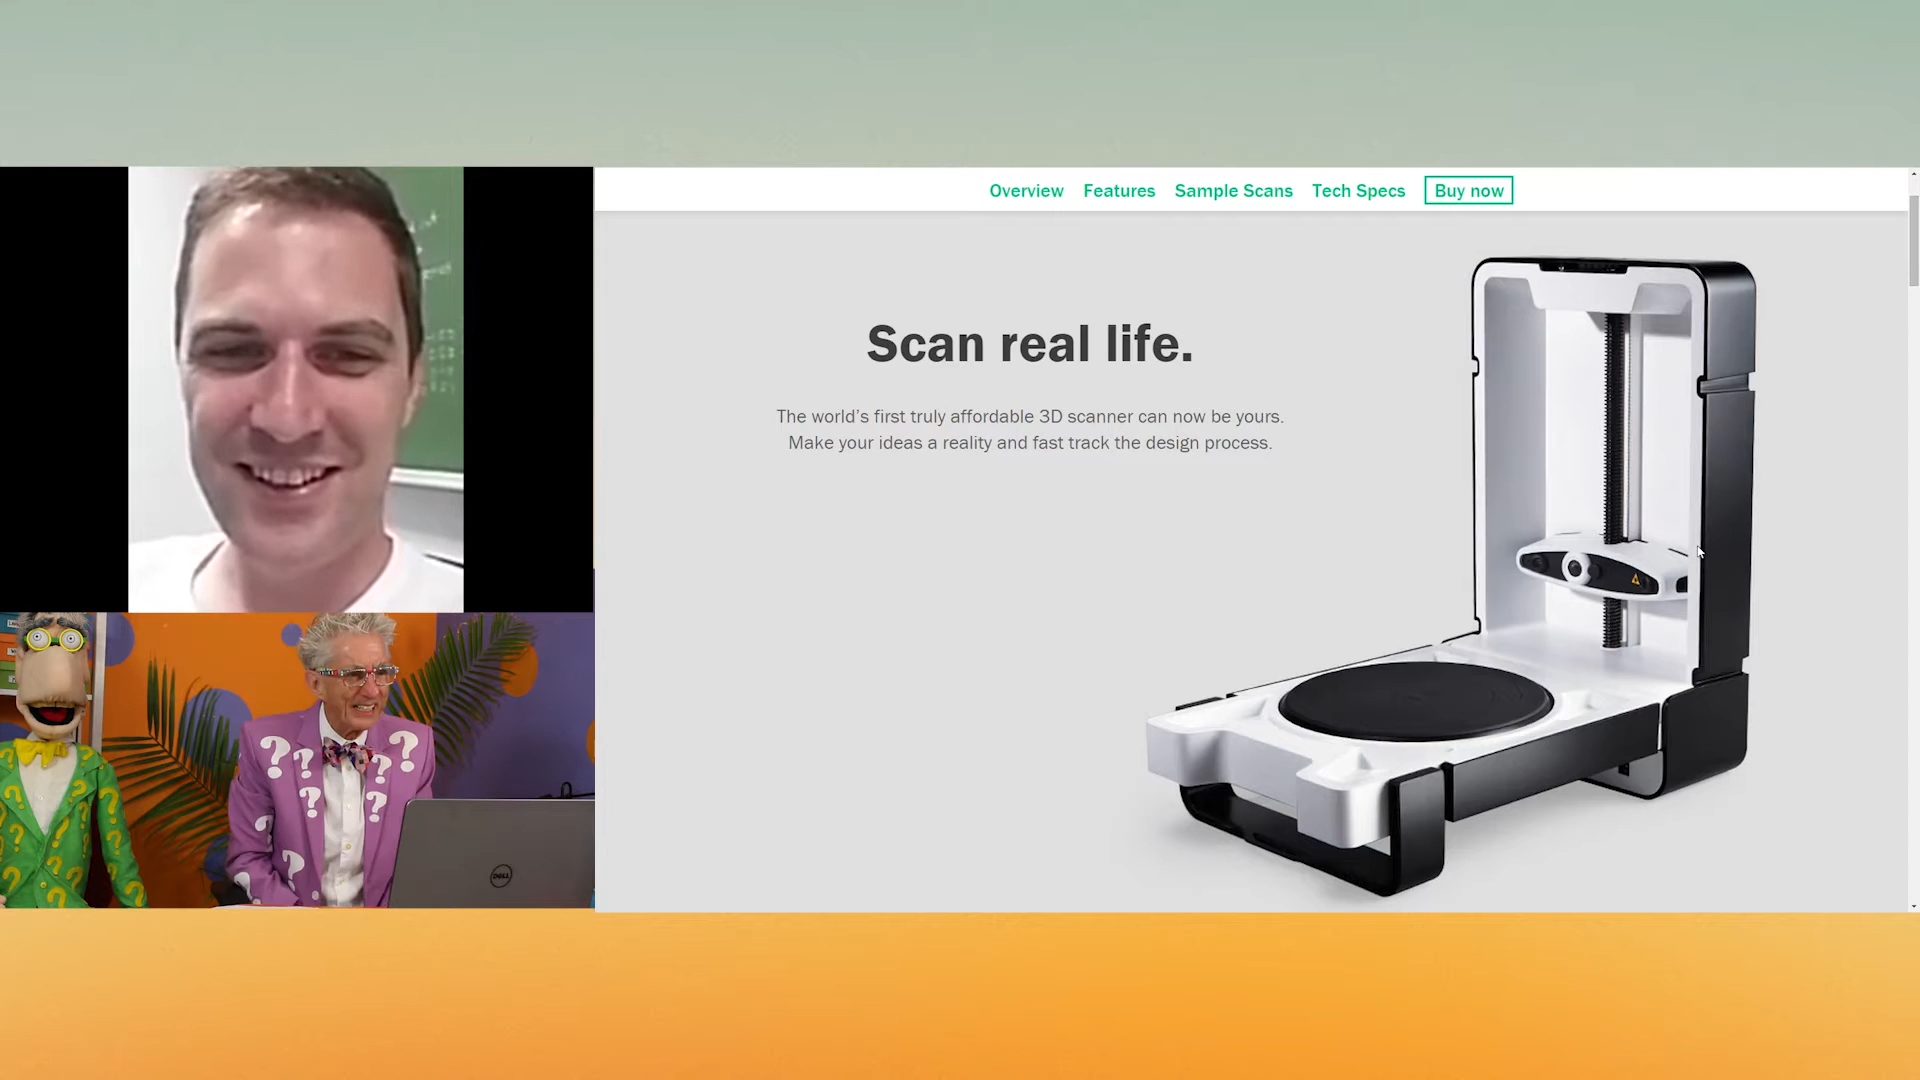 Overview Features Sample Scans Tech Specs Buy now
Scan real life.
The world's first truly affordable 3D scanner can now be yours.
Make your ideas a reality and fast track the design process.
DELL